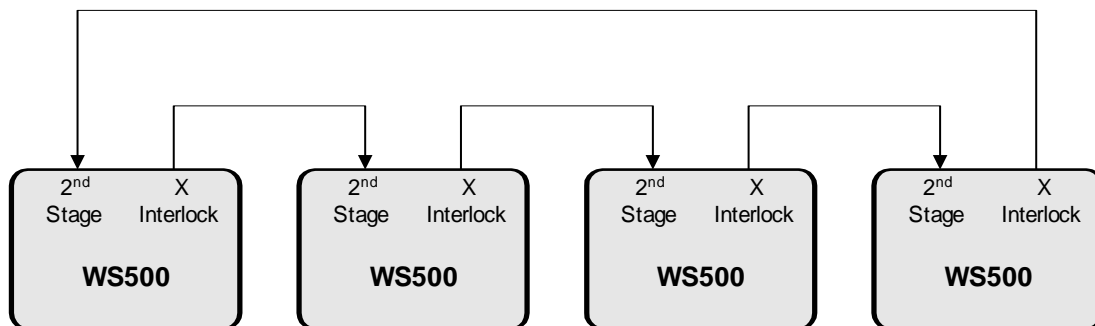 2nd X 2nd X 2nd X 2nd X
Stage Interlock Stage Interlock Stage Interlock Stage Interlock
WS500 WS500 WS500 WS500